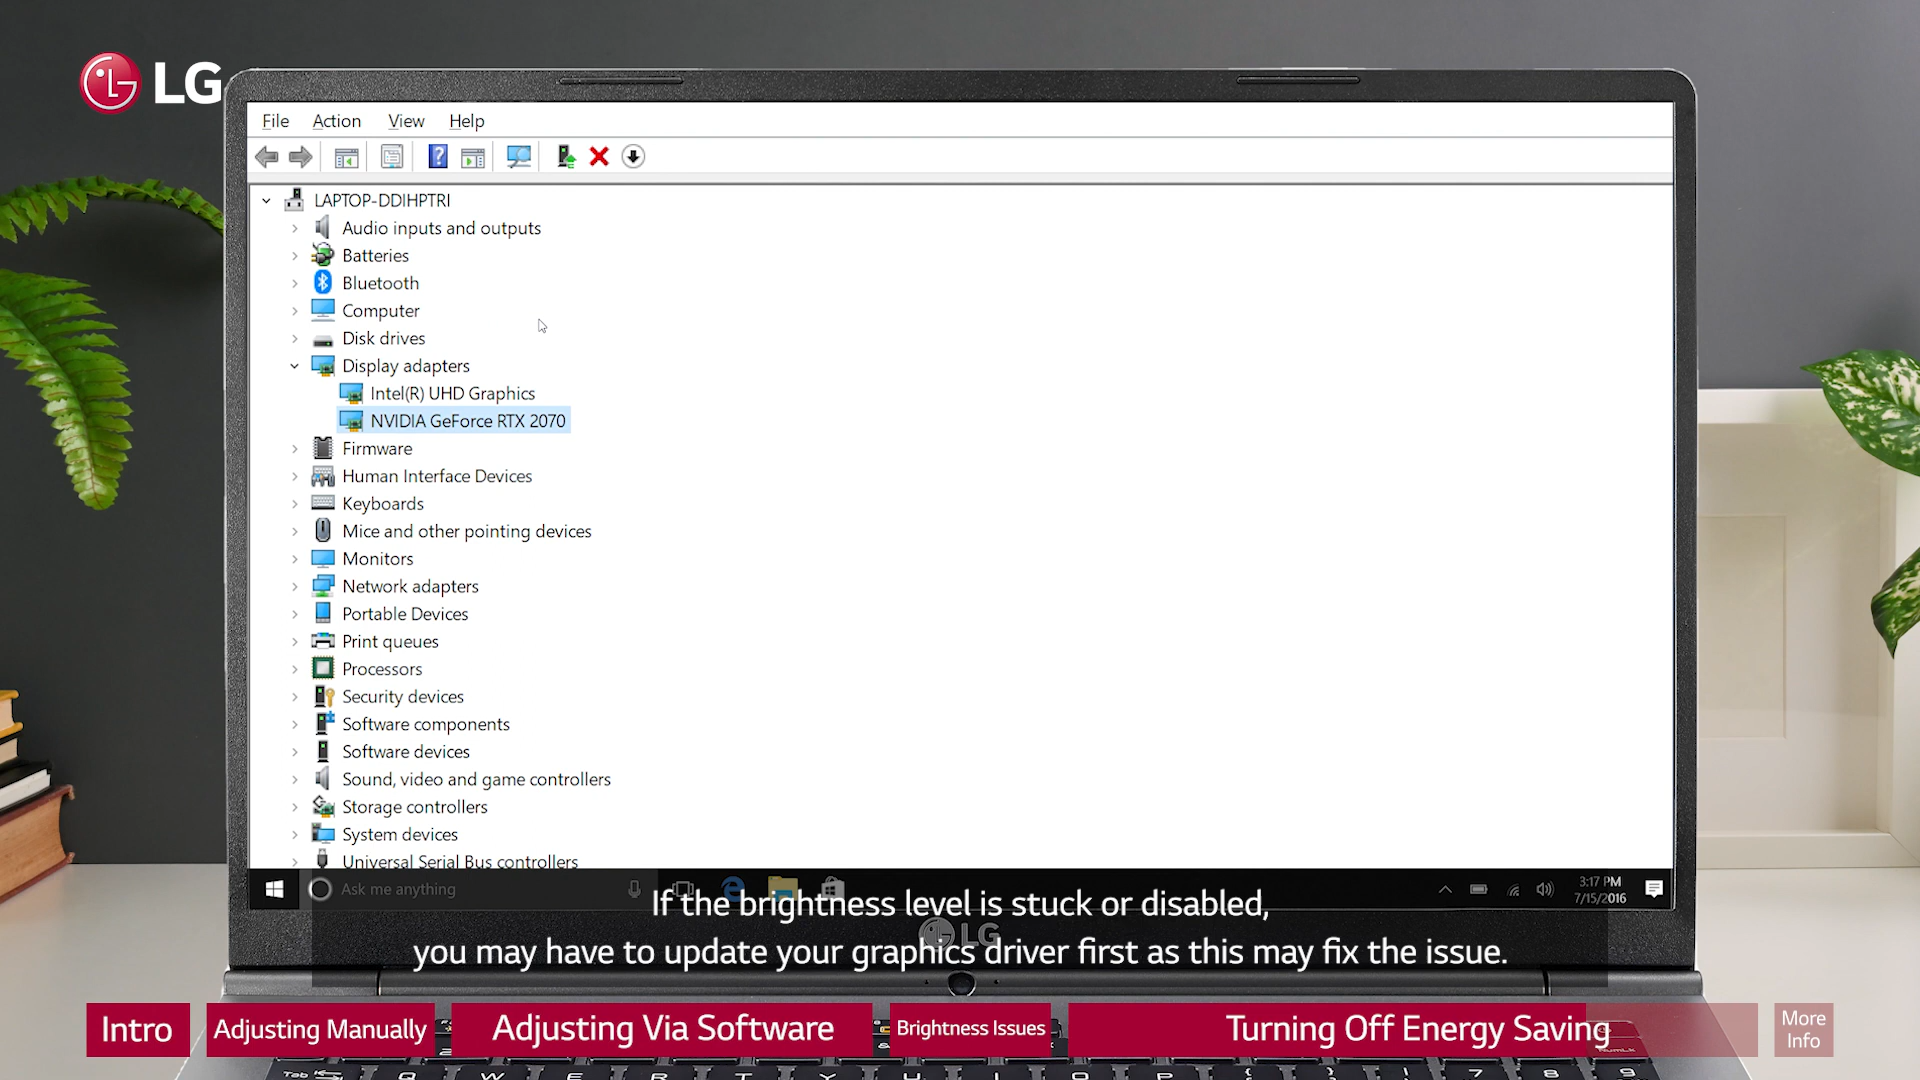 LG
File Action View Help
LAPTOP-DDIHPTRI
Audio inputs and outputs
Batteries
Bluetooth
Computer
Disk drives
Display adapters
Intel(R) UHD Graphics
NVIDIA GeForce RTX 2070
Firmware
Human Interface Devices
Keyboards
Mice and other pointing devices
Monitors
Network adapters
Portable Devices
Print queues
Processors
Security devices
Software components
Software devices
Sound, video and game controllers
Storage controllers
System devices
Universal Serial Bus controllers
Ask me anything
3:17 PM
7/15/2016
If the brightness level is stuck or disabled,
you may have to update your graphics driver first as this may fix the issue.
LG
Intro
Adjusting Manually
Adjusting Via Software
Brightness Issues
Turning Off Energy Saving
More
Info
Tab Q W E R T Y U I O P 7 8 9